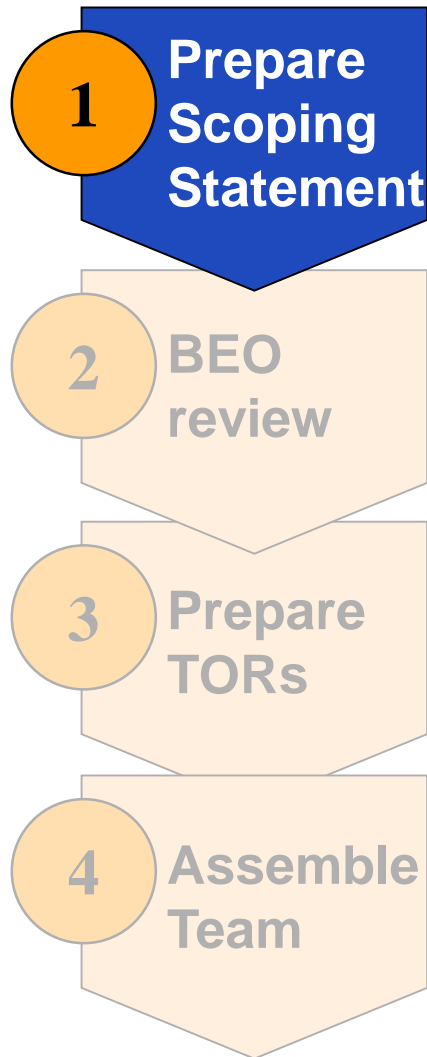 1
Prepare
Scoping
Statement
2
BEO
review
3
Prepare
TORs
4
Assemble
Team